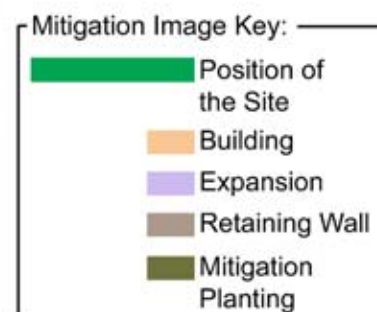 Mitigation Image Key:
Position of
the Site
Building
Expansion
Retaining Wall
Mitigation
Planting